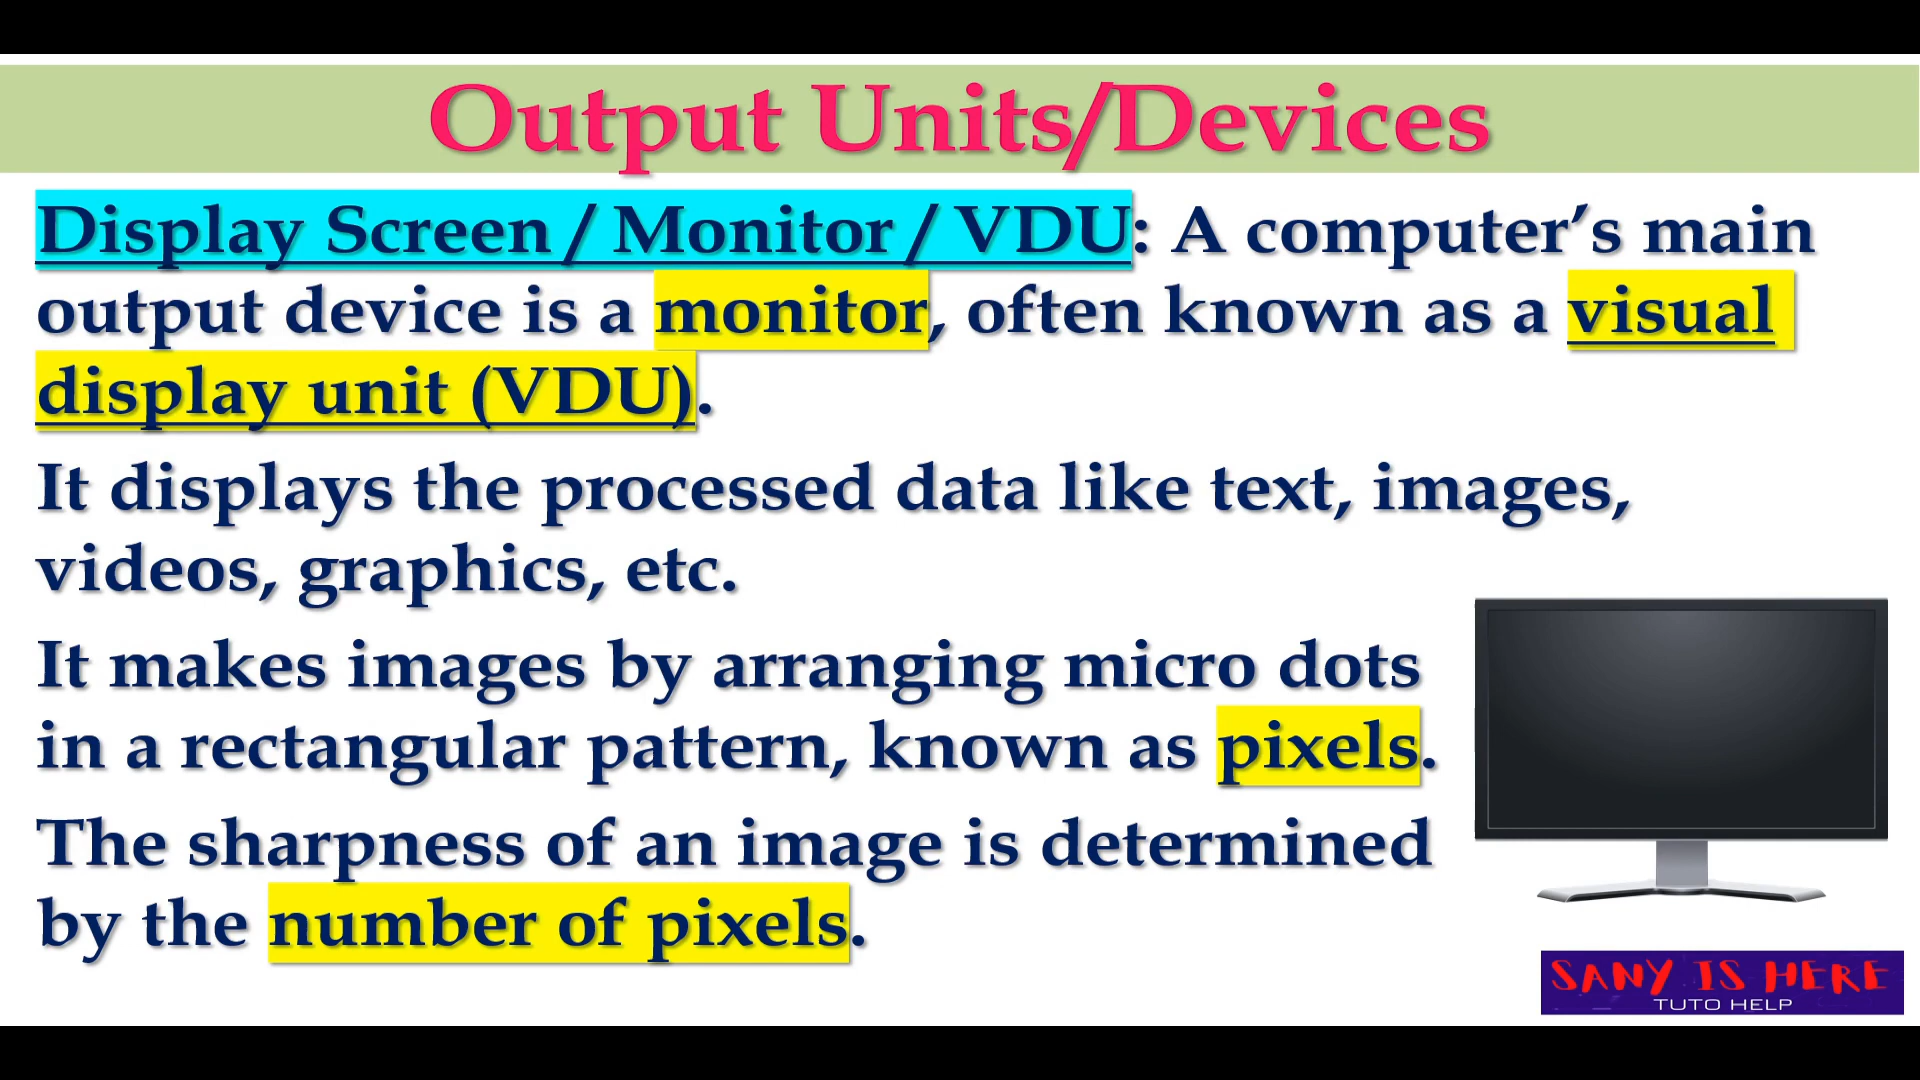 Output Units/Devices
Display Screen / Monitor / VDU: A computer’s main
output device is a monitor, often known as a visual
display unit (VDU).
It displays the processed data like text, images,
videos, graphics, etc.
It makes images by arranging micro dots
in a rectangular pattern, known as pixels.
The sharpness of an image is determined
by the number of pixels.
SANY IS HERE
TUTO HELP